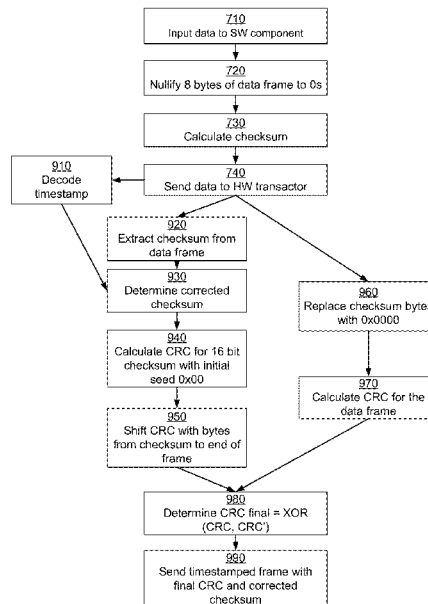 710
Input data to SW component
720
Nullify 8 bytes of data frame to 0s
730
Calculate checksum
910
Decode
timestamp
740
Send data to HW transactor
920
Extract checksum from
data frame
930
Determine corrected
checksum
960
Replace checksum bytes
with 0x0000
940
Calculate CRC for 16 bit
checksum with initial
seed 0x00
970
Calculate CRC for the
data frame
950
Shift CRC with bytes
from checksum to end of
frame
980
Determine CRC final = XOR
(CRC, CRC')
990
Send timestamped frame with
final CRC and corrected
checksum